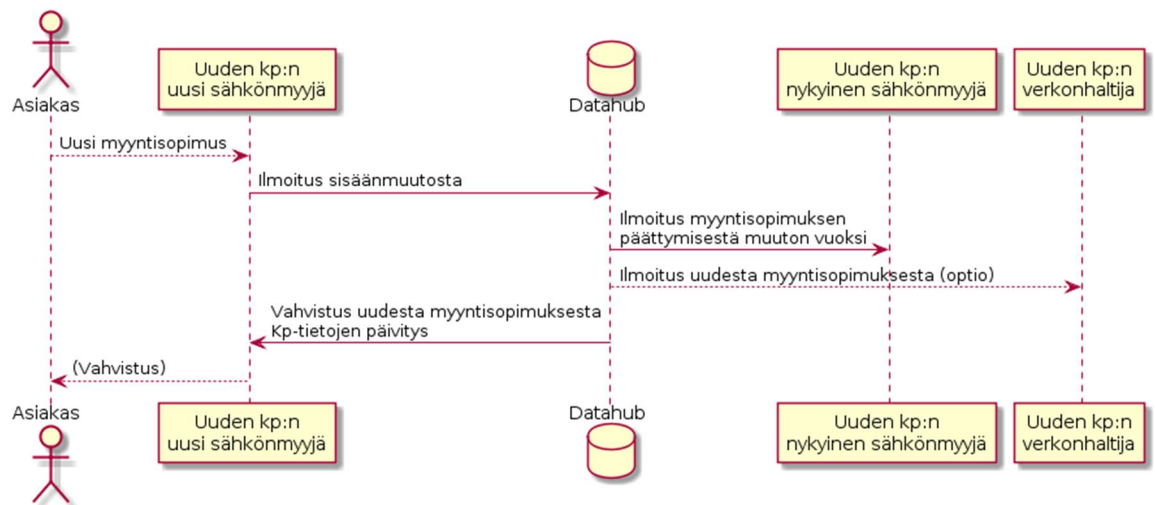 Asiakas
Uuden kp:n
uusi sähkönmyyjä
Datahub
Uuden kp:n
nykyinen sähkönmyyjä
Uuden kp:n
verkonhaltija
Uusi myyntisopimus
Ilmoitus sisäänmuutosta
Ilmoitus myyntisopimuksen
päättymisestä muuton vuoksi
Ilmoitus uudesta myyntisopimuksesta (optio)
Vahvistus uudesta myyntisopimuksesta
Kp-tietojen päivitys
(Vahvistus)
Asiakas
Uuden kp:n
uusi sähkönmyyjä
Datahub
Uuden kp:n
nykyinen sähkönmyyjä
Uuden kp:n
verkonhaltija